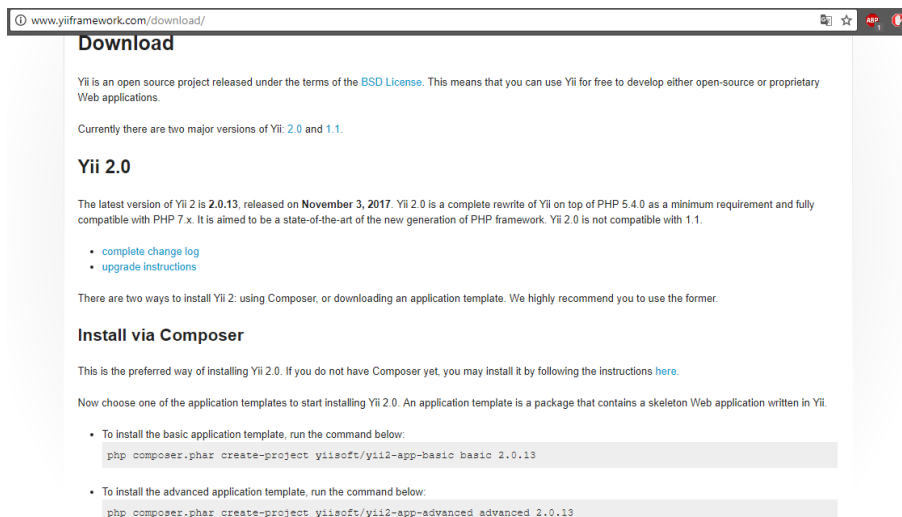 www.yiiframework.com/download/
ABP
1
Download
Yii is an open source project released under the terms of the BSD License. This means that you can use Yii for free to develop either open-source or proprietary
Web applications.
Currently there are two major versions of Yii: 2.0 and 1.1.
Yii 2.0
The latest version of Yii 2 is 2.0.13, released on November 3, 2017. Yii 2.0 is a complete rewrite of Yii on top of PHP 5.4.0 as a minimum requirement and fully
compatible with PHP 7.x. It is aimed to be a state-of-the-art of the new generation of PHP framework. Yii 2.0 is not compatible with 1.1.
• complete change log
• upgrade instructions
There are two ways to install Yii 2: using Composer, or downloading an application template. We highly recommend you to use the former.
Install via Composer
This is the preferred way of installing Yii 2.0. If you do not have Composer yet, you may install it by following the instructions here.
Now choose one of the application templates to start installing Yii 2.0. An application template is a package that contains a skeleton Web application written in Yii.
• To install the basic application template, run the command below:
php composer.phar create-project yiisoft/yii2-app-basic basic 2.0.13
• To install the advanced application template, run the command below:
php composer.phar create-project yiisoft/yii2-app-advanced advanced 2.0.13